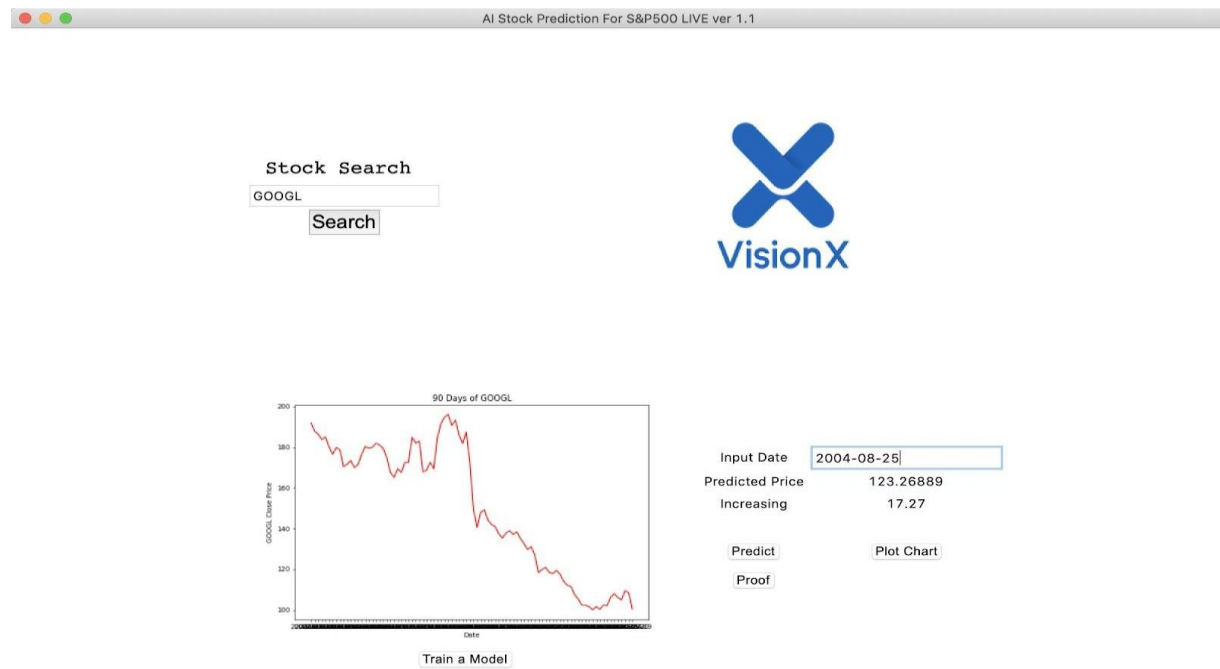 AI Stock Prediction For S&P500 LIVE ver 1.1
Stock Search
GOOGL
Search
VisionX
90 Days of GOOGL
200
180
160
140
120
100
GOOGL Close Price
Date
Train a Model
Input Date 2004-08-25
Predicted Price 123.26889
Increasing 17.27
Predict Plot Chart
Proof